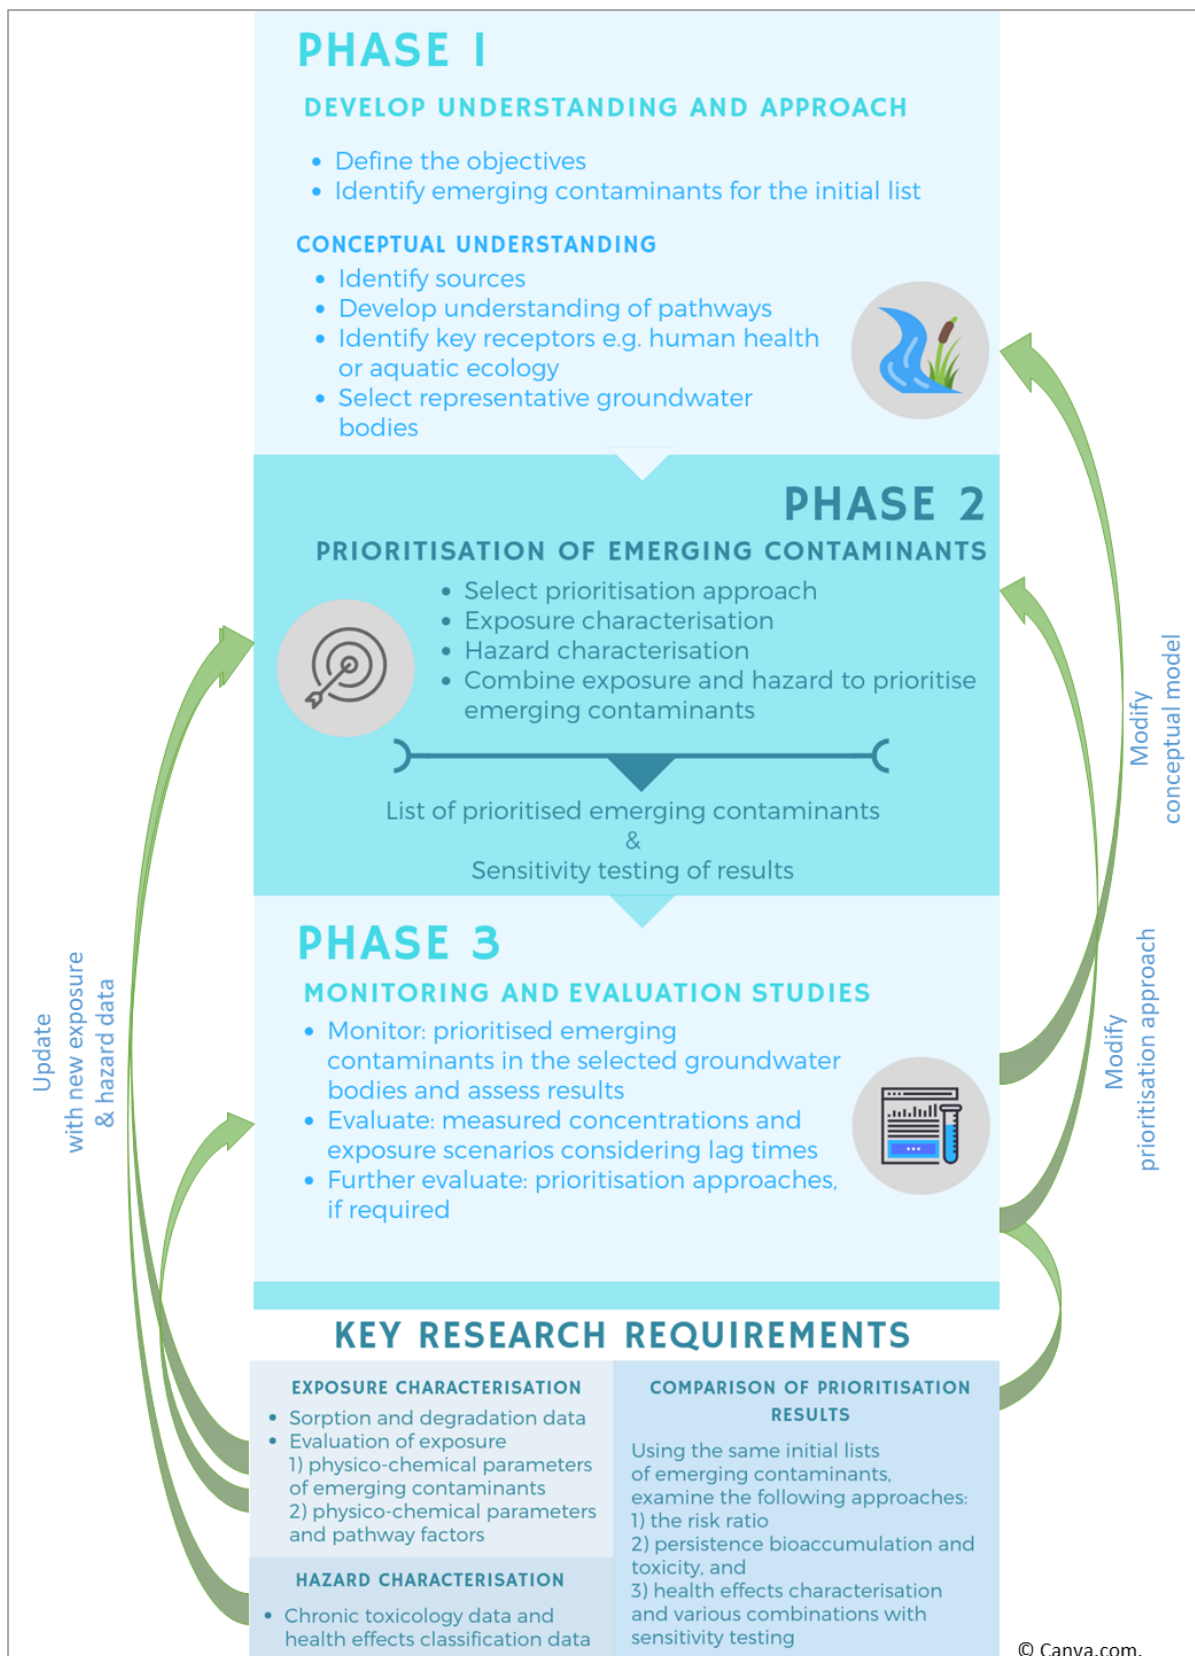 PHASE 1
DEVELOP UNDERSTANDING AND APPROACH
• Define the objectives
• Identify emerging contaminants for the initial list
CONCEPTUAL UNDERSTANDING
• Identify sources
• Develop understanding of pathways
• Identify key receptors e.g. human health
or aquatic ecology
• Select representative groundwater
bodies
PHASE 2
PRIORITISATION OF EMERGING CONTAMINANTS
• Select prioritisation approach
• Exposure characterisation
• Hazard characterisation
• Combine exposure and hazard to prioritise
emerging contaminants
List of prioritised emerging contaminants
&
Sensitivity testing of results
PHASE 3
MONITORING AND EVALUATION STUDIES
• Monitor: prioritised emerging
contaminants in the selected groundwater
bodies and assess results
• Evaluate: measured concentrations and
exposure scenarios considering lag times
• Further evaluate: prioritisation approaches,
if required
Update
with new exposure
& hazard data
Modify
conceptual model
Modify
prioritisation approach
KEY RESEARCH REQUIREMENTS
EXPOSURE CHARACTERISATION
• Sorption and degradation data
• Evaluation of exposure
1) physico-chemical parameters
of emerging contaminants
2) physico-chemical parameters
and pathway factors
HAZARD CHARACTERISATION
• Chronic toxicology data and
health effects classification data
COMPARISON OF PRIORITISATION
RESULTS
Using the same initial lists
of emerging contaminants,
examine the following approaches:
1) the risk ratio
2) persistence bioaccumulation and
toxicity, and
3) health effects characterisation
and various combinations with
sensitivity testing
© Canva.com.